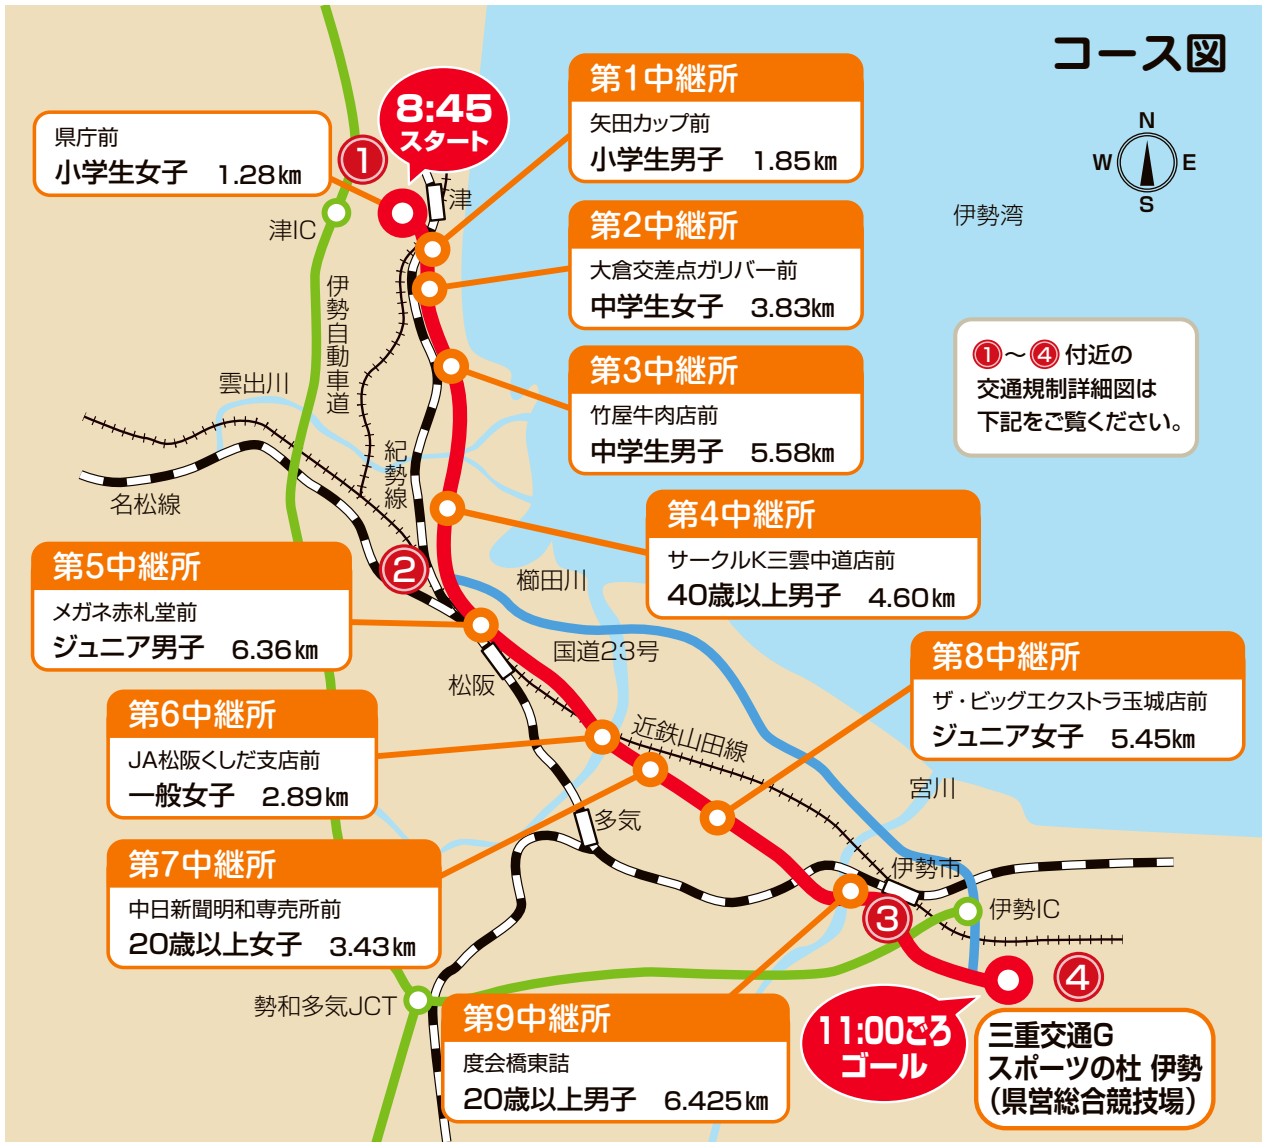 コース図
N
W
E
S
伊勢湾
①〜④付近の
交通規制詳細図は
下記をご覧ください。
8:45
スタート
県庁前
小学生女子 1.28km
①
津
津IC
伊勢自動車道
第1中継所
矢田カップ前
小学生男子 1.85km
第2中継所
大倉交差点ガリバー前
中学生女子 3.83km
第3中継所
竹屋牛肉店前
中学生男子 5.58km
雲出川
紀勢線
名松線
第4中継所
サークルK三雲中道店前
40歳以上男子 4.60km
②
櫛田川
第5中継所
メガネ赤札堂前
ジュニア男子 6.36km
国道23号
松阪
第6中継所
JA松阪くしだ支店前
一般女子 2.89km
近鉄山田線
第8中継所
ザ・ビッグエクストラ玉城店前
ジュニア女子 5.45km
宮川
多気
第7中継所
中日新聞明和専売所前
20歳以上女子 3.43km
伊勢市
③
伊勢IC
④
勢和多気JCT
第9中継所
度会橋東詰
20歳以上男子 6.425km
11:00ごろ
ゴール
三重交通G
スポーツの杜 伊勢
（県営総合競技場）